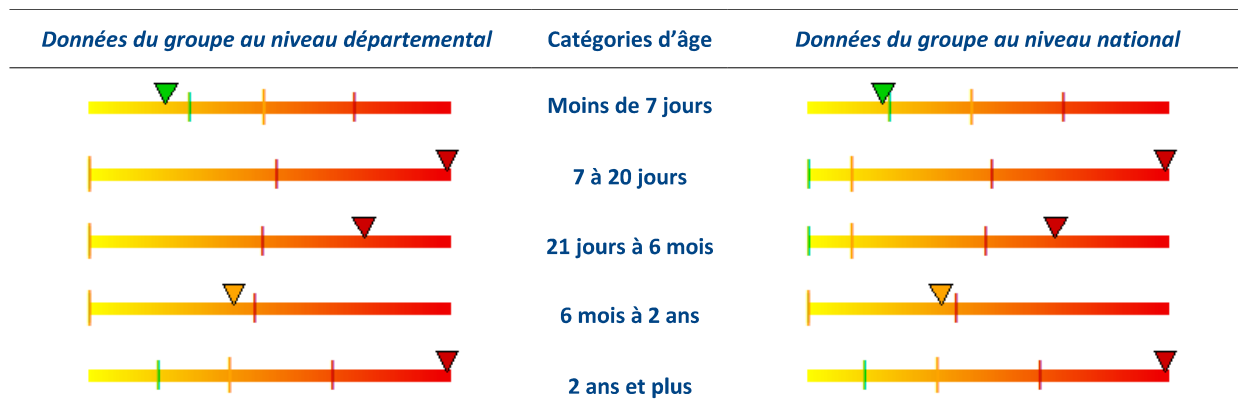 Données du groupe au niveau départemental Catégories d’âge Données du groupe au niveau national
Moins de 7 jours
7 à 20 jours
21 jours à 6 mois
6 mois à 2 ans
2 ans et plus